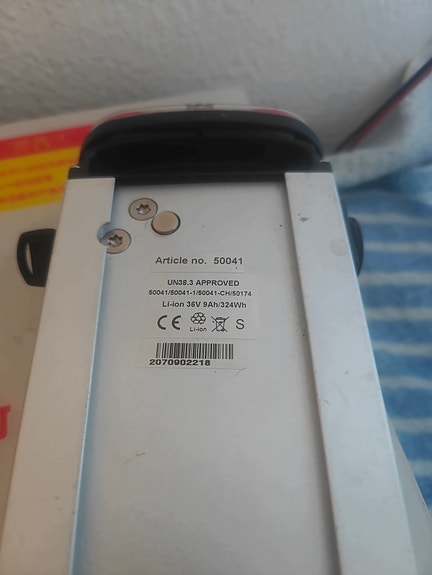 Article no. 50041
UN38.3 APPROVED
50041/50041-1/50041-CH/50174
Li-ion 36V 9Ah/324Wh
CE Li-ion S
2070902218